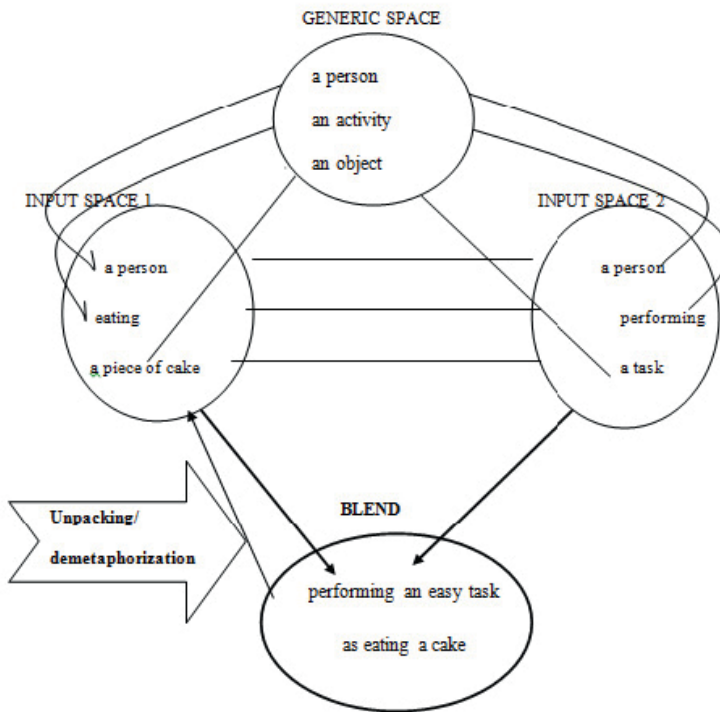 GENERIC SPACE
a person
an activity
an object
INPUT SPACE 1
INPUT SPACE 2
a person
eating
a piece of cake
a person
performing
a task
Unpacking/
demetaphorization
BLEND
performing an easy task
as eating a cake